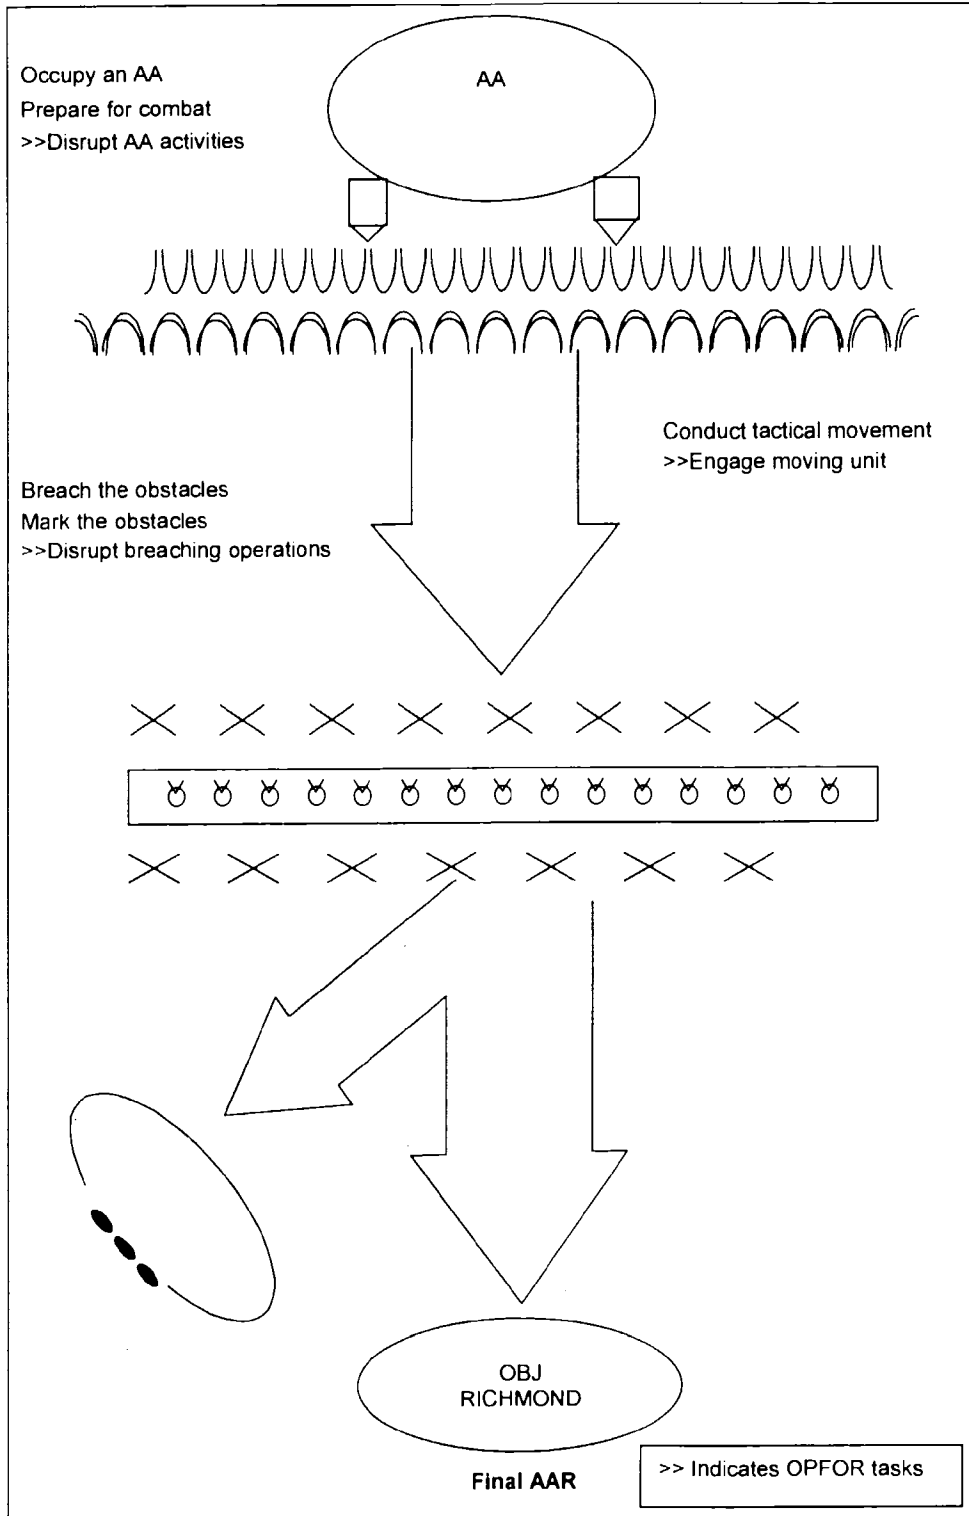 AA
Occupy an AA
Prepare for combat
>>Disrupt AA activities
Conduct tactical movement
>>Engage moving unit
Breach the obstacles
Mark the obstacles
>>Disrupt breaching operations
OBJ
RICHMOND
Final AAR
>> Indicates OPFOR tasks